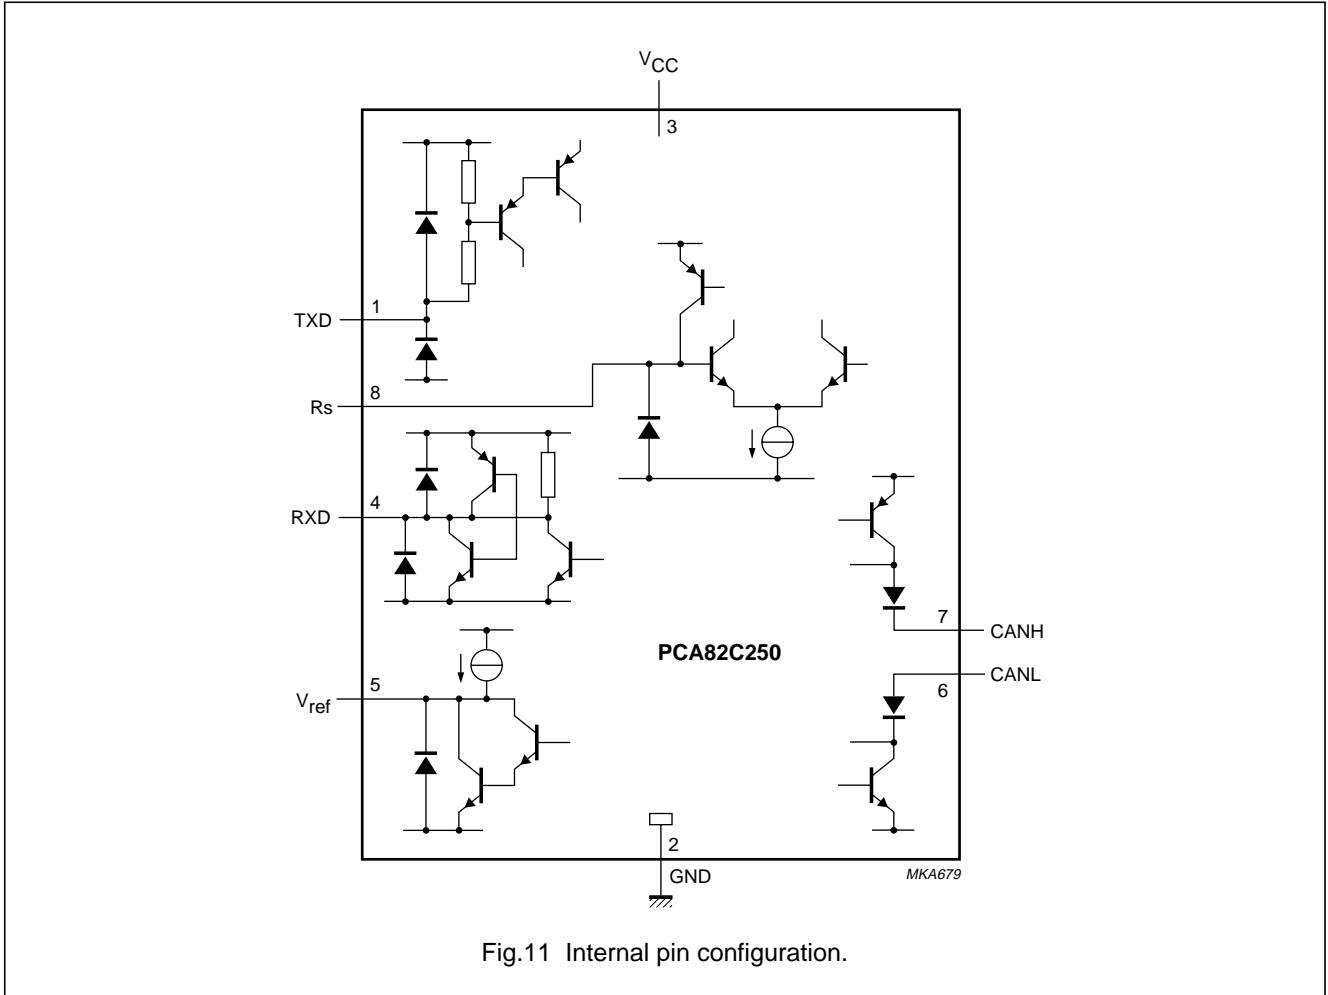 VCC
3
1
TXD
8
Rs
4
RXD
7
CANH
PCA82C250
CANL
6
5
Vref
2
GND
MKA679
Fig.11 Internal pin configuration.